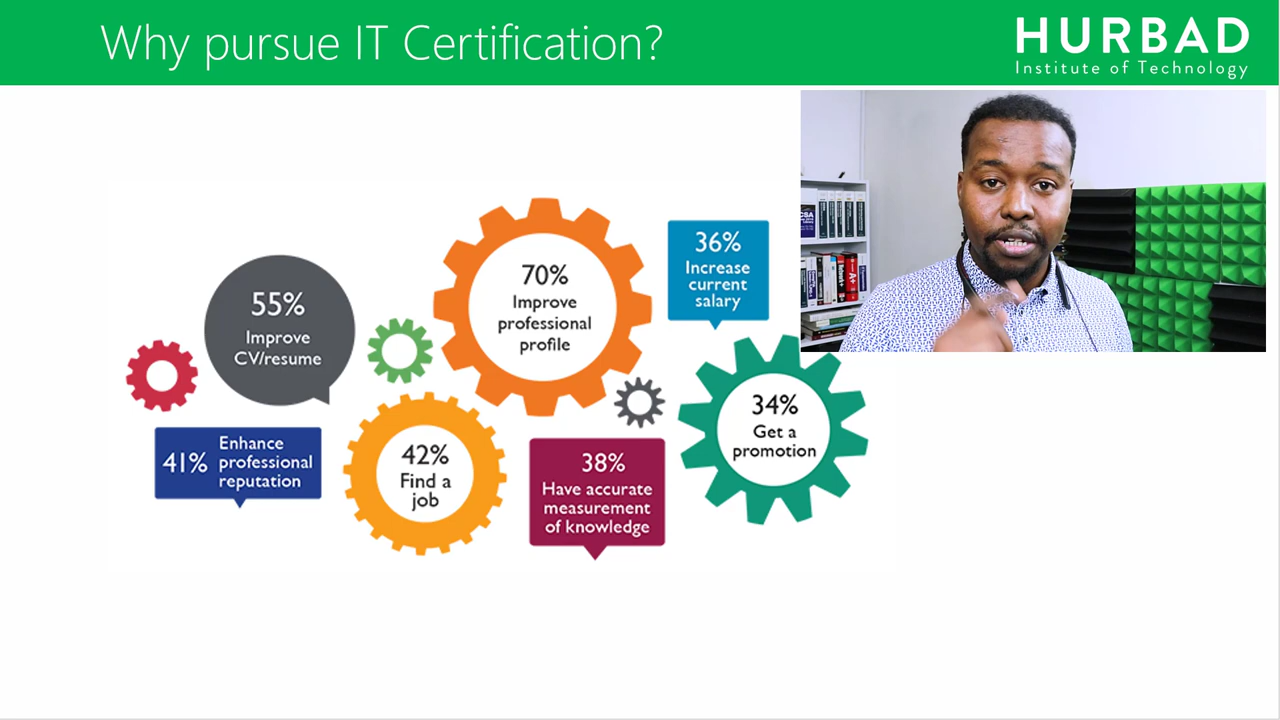 Why pursue IT Certification?
HURBAD
Institute of Technology
55%
Improve
CV/resume
70%
Improve
professional
profile
36%
Increase
current
salary
41%
Enhance
professional
reputation
42%
Find a
job
38%
Have accurate
measurement
of knowledge
34%
Get a
promotion
CSA
A+